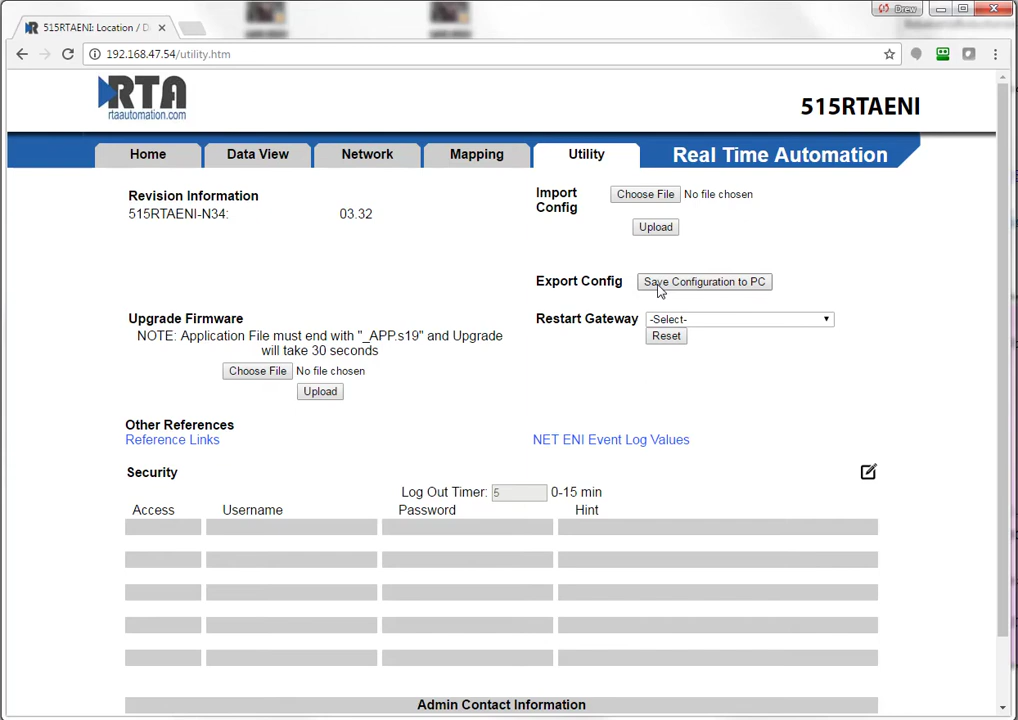 515RTAENI: Location / D
Drew
192.168.47.54/utility.htm
RTA
rtaautomation.com
515RTAENI
Home
Data View
Network
Mapping
Utility
Real Time Automation
Revision Information
515RTAENI-N34: 03.32
Import
Config
Choose File No file chosen
Upload
Export Config Save Configuration to PC
Upgrade Firmware
NOTE: Application File must end with "_APP.s19" and Upgrade
will take 30 seconds
Choose File No file chosen
Upload
Restart Gateway -Select-
Reset
Other References
Reference Links
NET ENI Event Log Values
Security
Log Out Timer: 5 0-15 min
Access Username Password Hint
Admin Contact Information